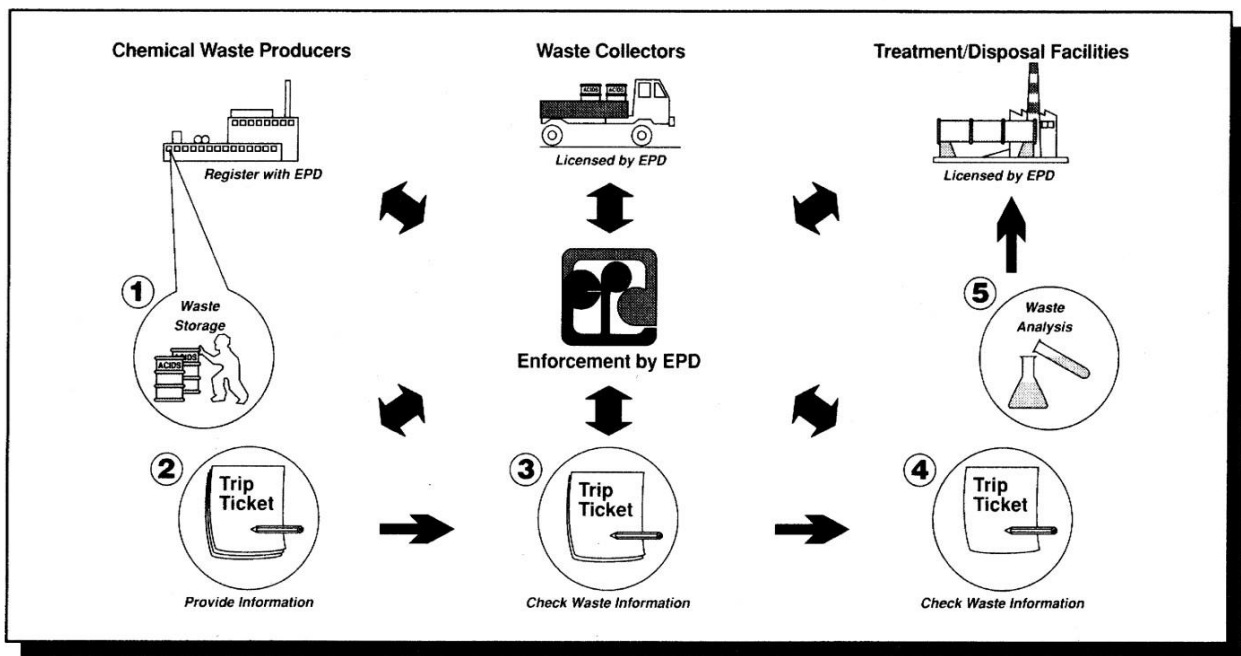 Chemical Waste Producers
Waste Collectors
Treatment/Disposal Facilities
ACIDS
ACIDS
Register with EPD
Licensed by EPD
Licensed by EPD
1
Waste
Storage
ACIDS
ACIDS
Enforcement by EPD
5
Waste
Analysis
2
Trip
Ticket
Provide Information
3
Trip
Ticket
Check Waste Information
4
Trip
Ticket
Check Waste Information